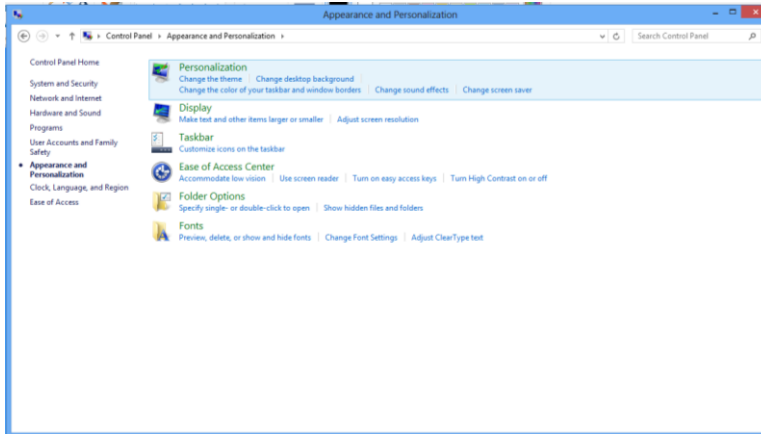 Appearance and Personalization
Control Panel Appearance and Personalization
Search Control Panel
Control Panel Home
System and Security
Network and Internet
Hardware and Sound
Programs
User Accounts and Family
Safety
Appearance and
Personalization
Clock, Language, and Region
Ease of Access
Personalization
Change the theme Change desktop background
Change the color of your taskbar and window borders Change sound effects Change screen saver
Display
Make text and other items larger or smaller Adjust screen resolution
Taskbar
Customize icons on the taskbar
Ease of Access Center
Accommodate low vision Use screen reader Turn on easy access keys Turn High Contrast on or off
Folder Options
Specify single- or double-click to open Show hidden files and folders
Fonts
Preview, delete, or show and hide fonts Change Font Settings Adjust ClearType text